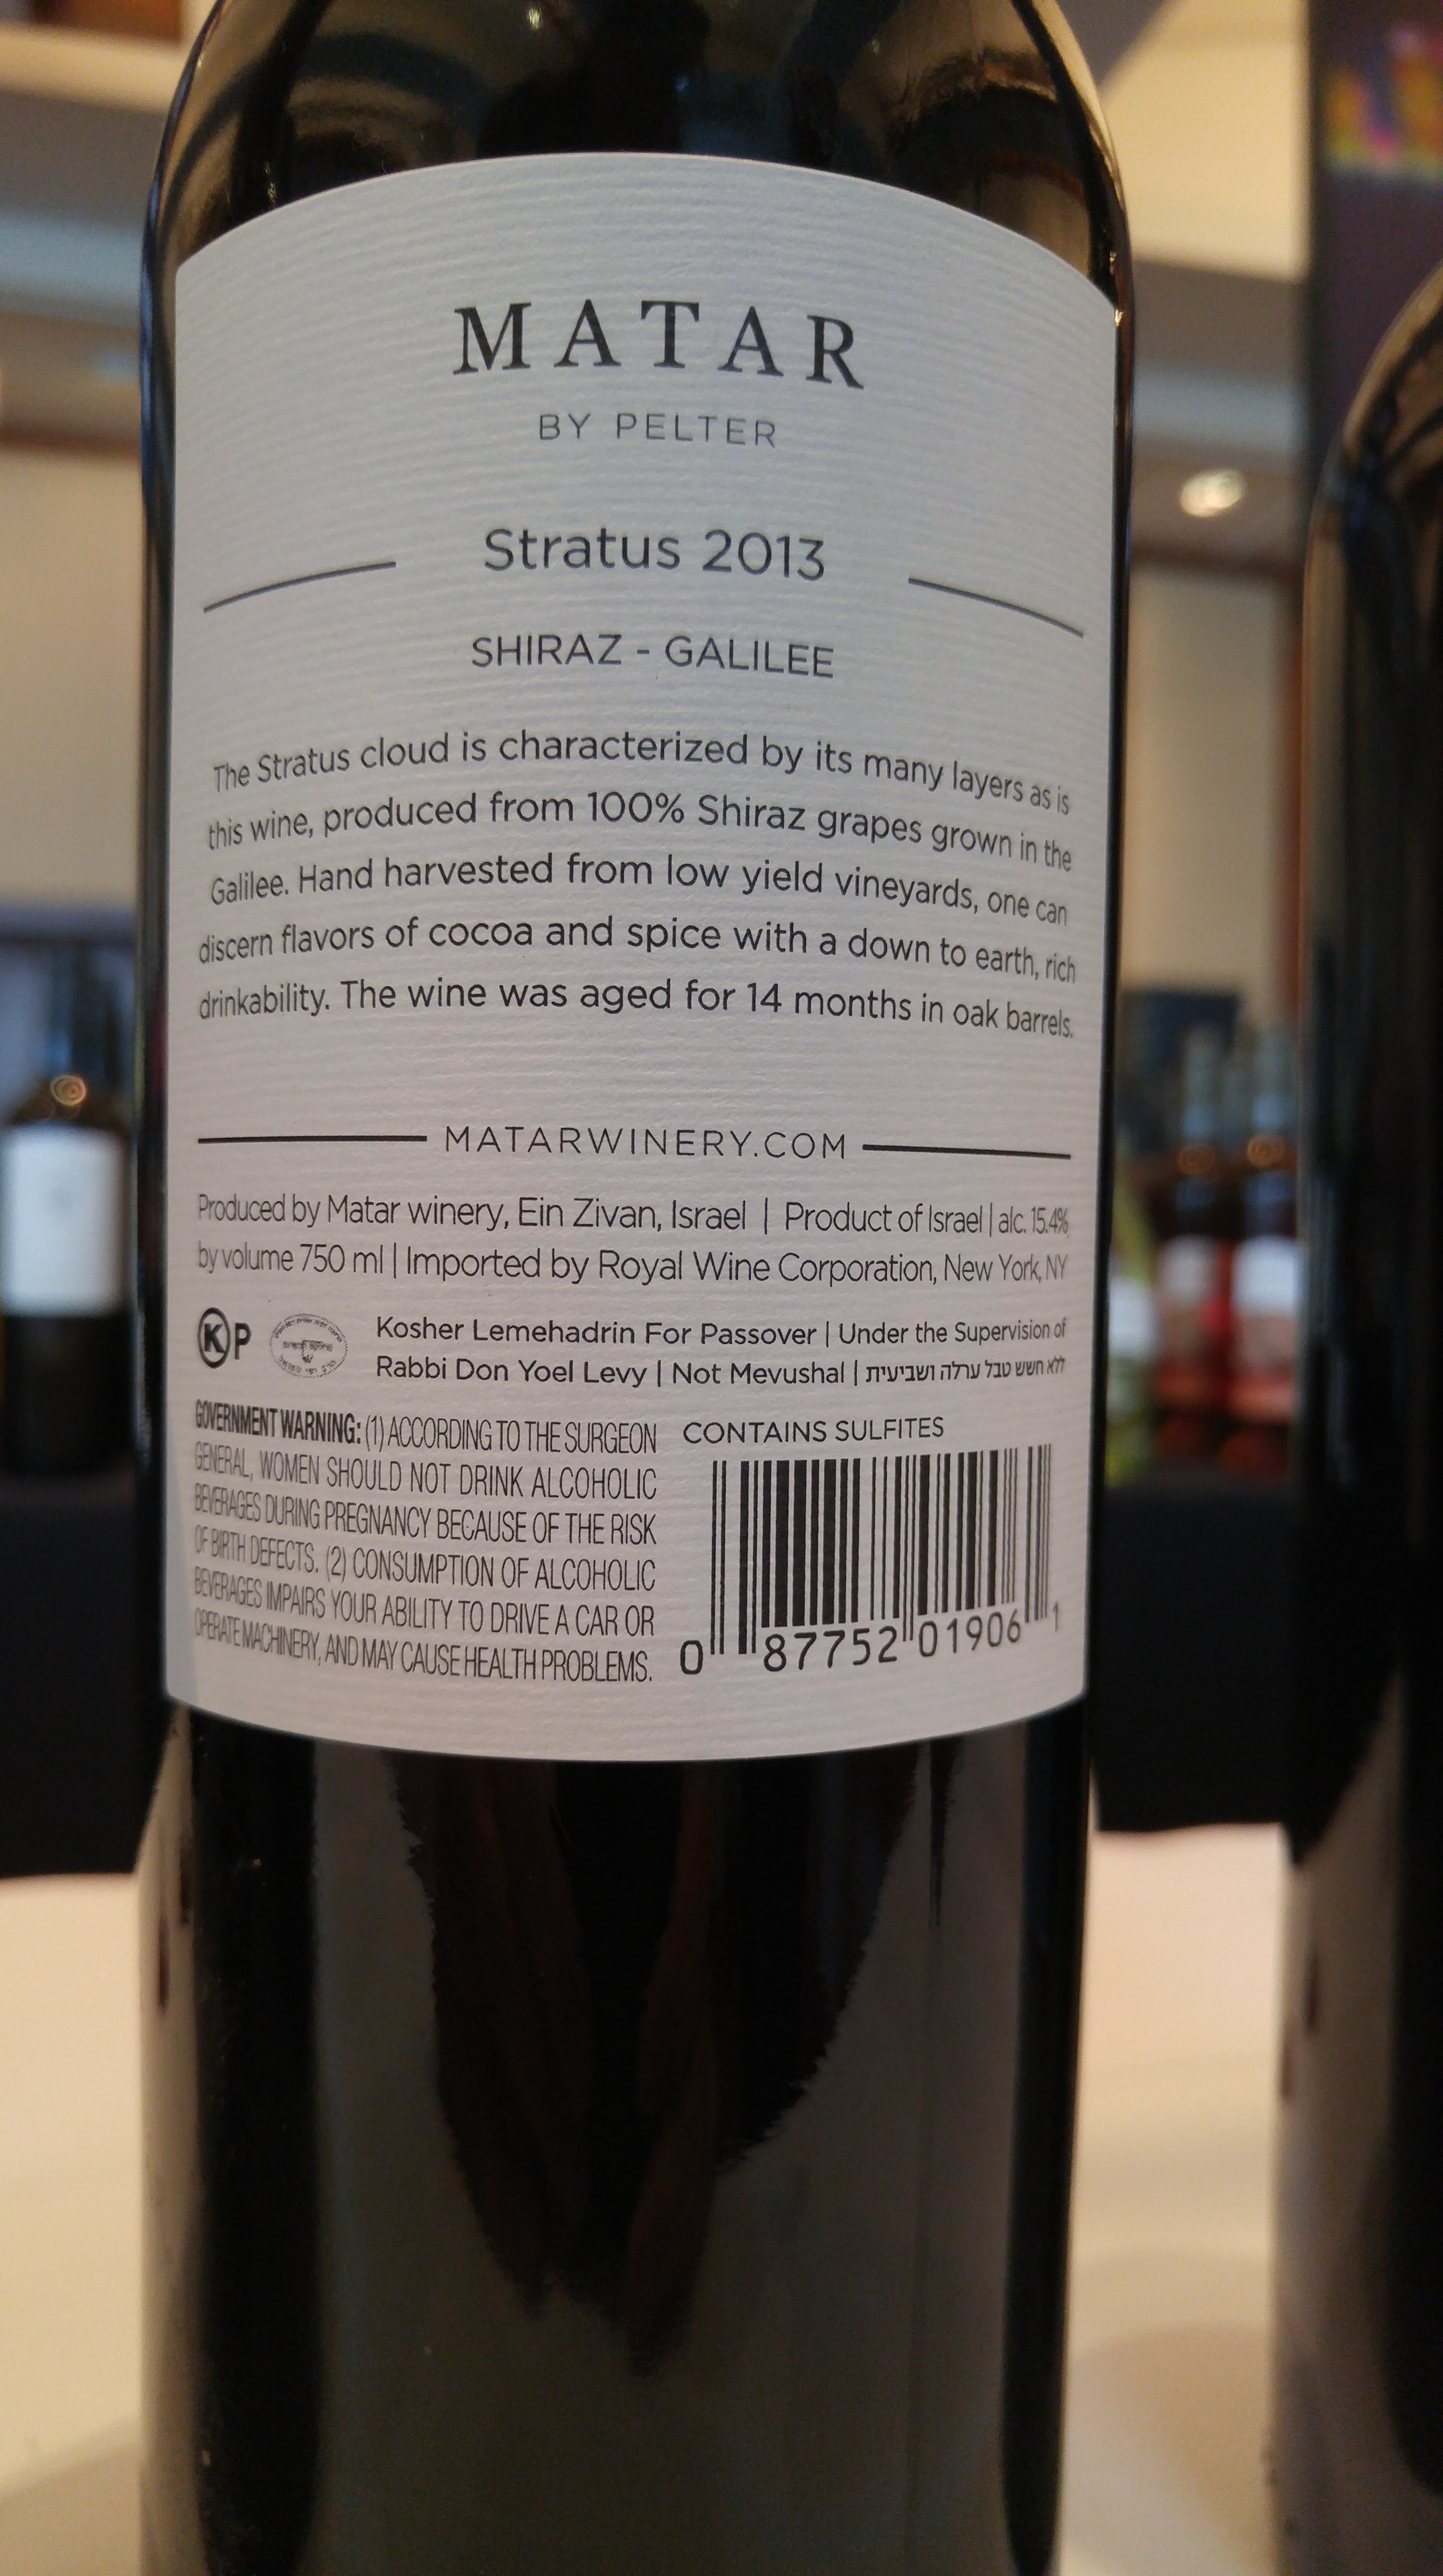 MATAR
BY PELTER
Stratus 2013
SHIRAZ - GALILEE
The Stratus cloud is characterized by its many layers as is
this wine, produced from 100% Shiraz grapes grown in the
Galilee. Hand harvested from low yield vineyards, one can
discern flavors of cocoa and spice with a down to earth, rich
drinkability. The wine was aged for 14 months in oak barrels.
MATARWINERY.COM
Produced by Matar winery, Ein Zivan, Israel | Product of Israel | alc. 15.4%
by volume 750 ml | Imported by Royal Wine Corporation, New York, NY
K P
Kosher Lemehadrin For Passover | Under the Supervision of
Rabbi Don Yoel Levy | Not Mevushal | ללא חשש טבל ערלה ושביעית
GOVERNMENT WARNING: (1) ACCORDING TO THE SURGEON
GENERAL, WOMEN SHOULD NOT DRINK ALCOHOLIC
BEVERAGES DURING PREGNANCY BECAUSE OF THE RISK
OF BIRTH DEFECTS. (2) CONSUMPTION OF ALCOHOLIC
BEVERAGES IMPAIRS YOUR ABILITY TO DRIVE A CAR OR
OPERATE MACHINERY, AND MAY CAUSE HEALTH PROBLEMS.
CONTAINS SULFITES
0 87752 01906 1